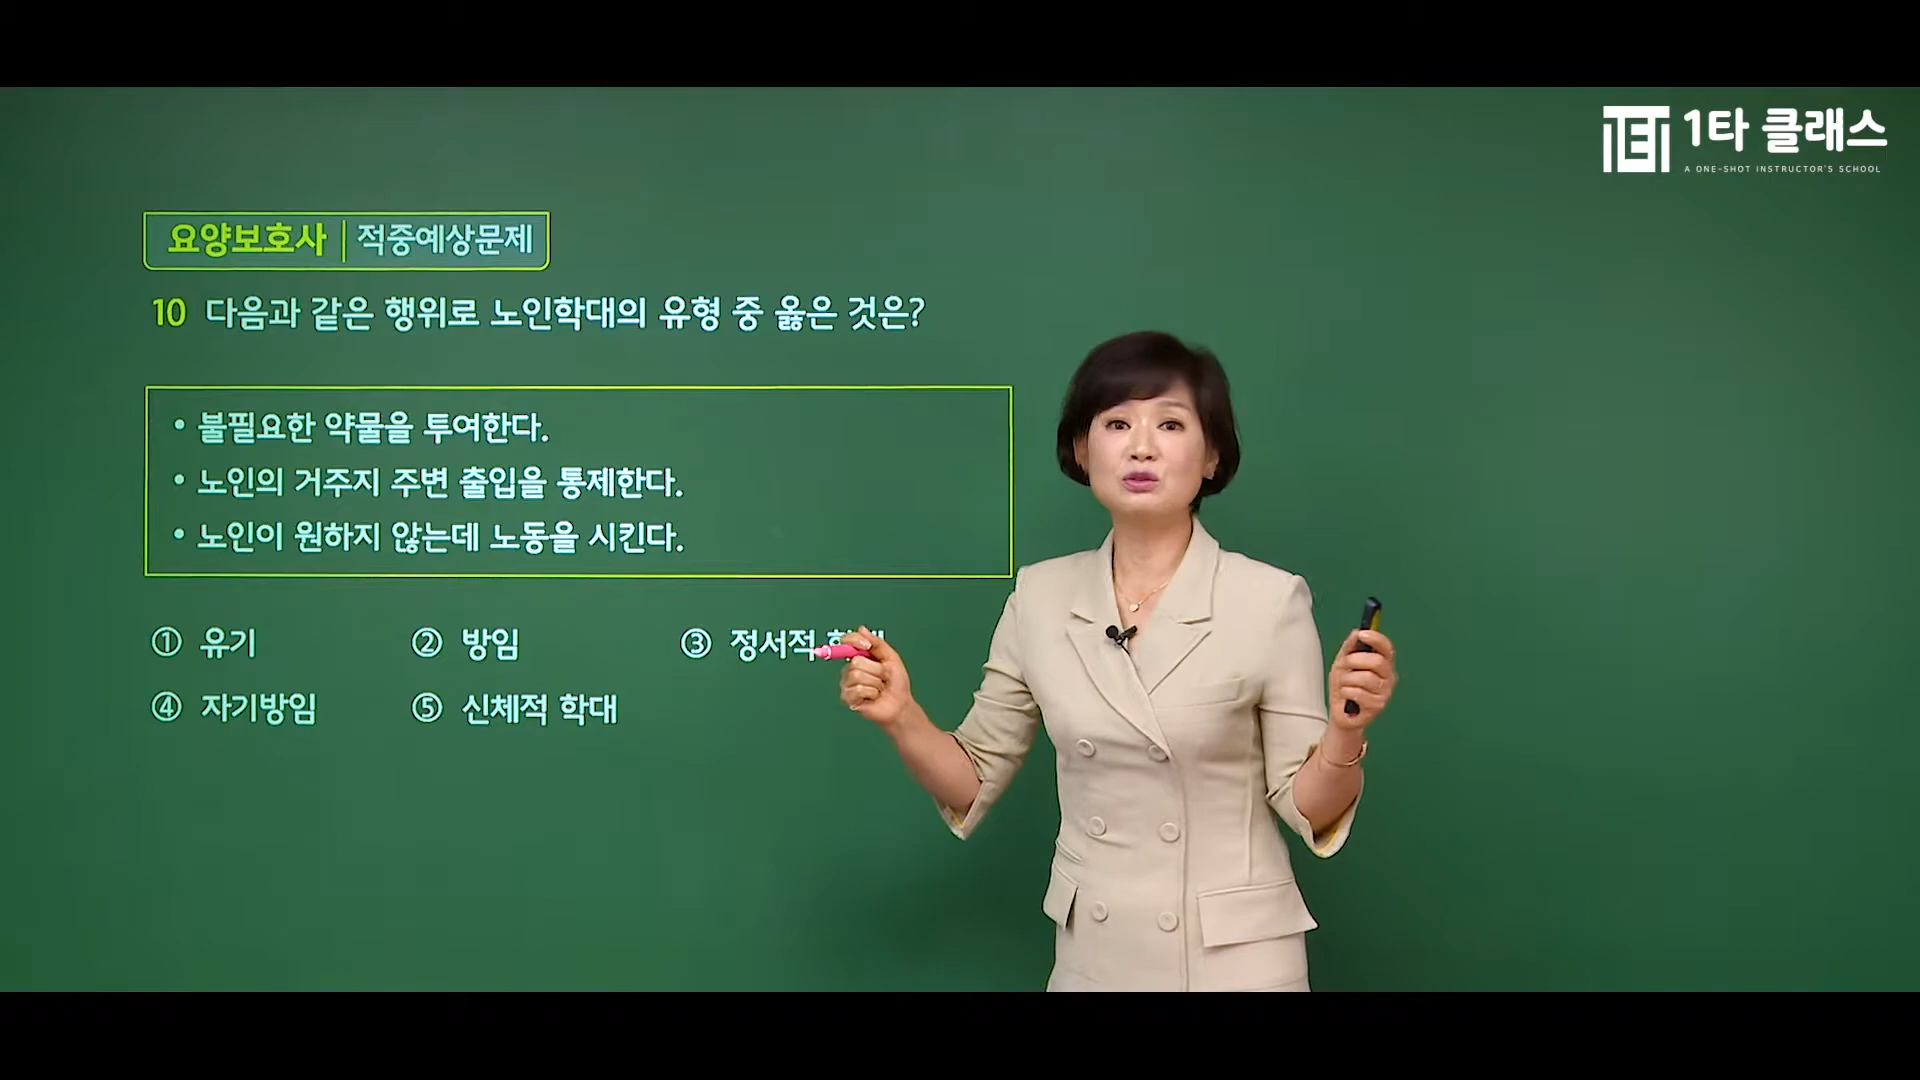 1타 클래스
A ONE-SHOT INSTRUCTOR'S SCHOOL
요양보호사 | 적중예상문제
10 다음과 같은 행위로 노인학대의 유형 중 옳은 것은?
• 불필요한 약물을 투여한다.
• 노인의 거주지 주변 출입을 통제한다.
• 노인이 원하지 않는데 노동을 시킨다.
① 유기 ② 방임 ③ 정서적
④ 자기방임 ⑤ 신체적 학대